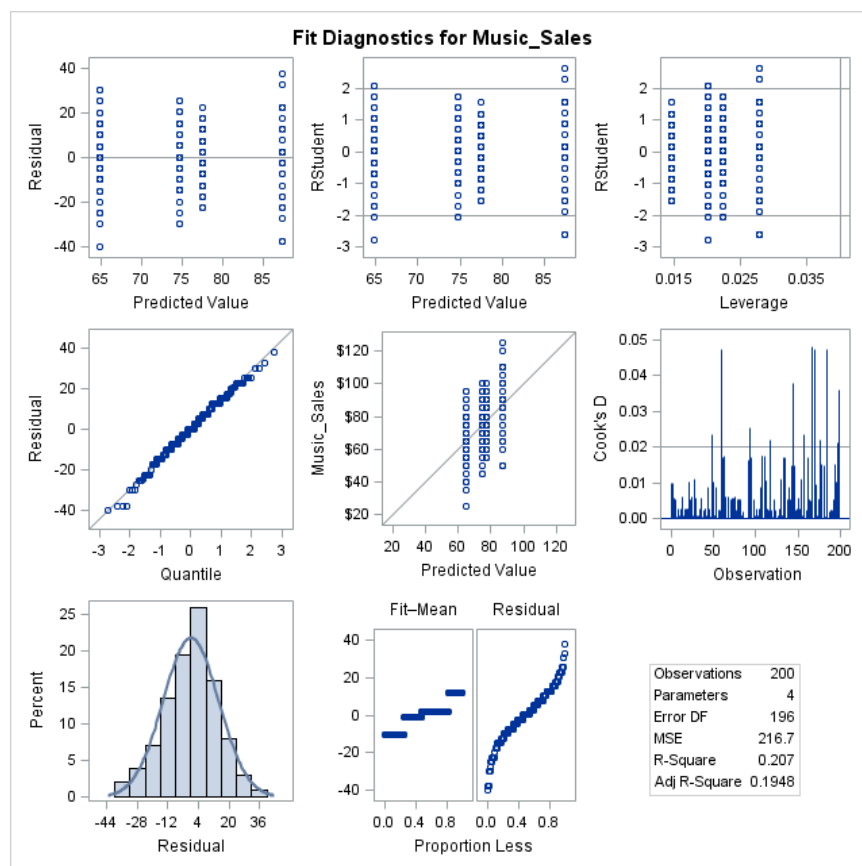 Fit Diagnostics for Music_Sales
40
20
0
-20
-40
Residual
65 70 75 80 85
Predicted Value
2
1
0
-1
-2
-3
RStudent
65 70 75 80 85
Predicted Value
2
1
0
-1
-2
-3
RStudent
0.015 0.025 0.035
Leverage
40
20
0
-20
-40
Residual
-3 -2 -1 0 1 2 3
Quantile
$120
$100
$80
$60
$40
$20
Music_Sales
20 40 60 80 100 120
Predicted Value
0.05
0.04
0.03
0.02
0.01
0.00
Cook's D
0 50 100 150 200
Observation
25
20
15
10
5
0
Percent
-44 -28 -12 4 20 36
Residual
Fit–Mean Residual
40
20
0
-20
-40
0.0 0.4 0.8 0.0 0.4 0.8
Proportion Less
Observations 200
Parameters 4
Error DF 196
MSE 216.7
R-Square 0.207
Adj R-Square 0.1948